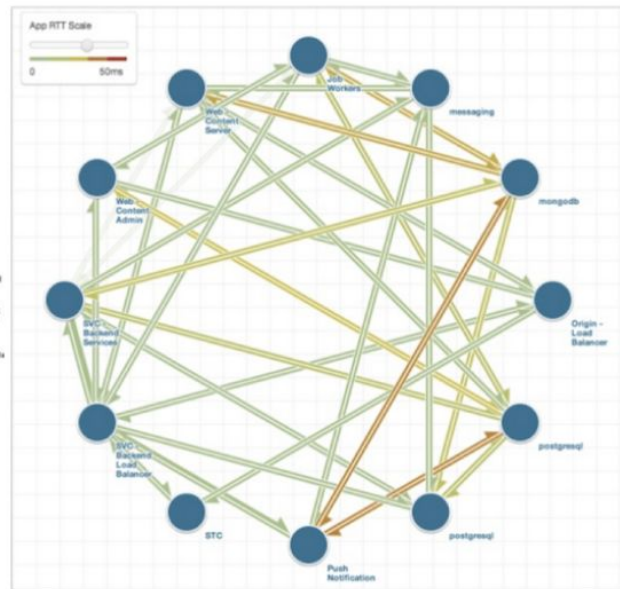 App RTT Scale
0
50ms
Job
Workers
messaging
Web -
Content
Server
mongodb
Web -
Content
Admin
SVC -
Backend
Services
Origin -
Load
Balancer
postgresql
SVC -
Backend
Load
Balancer
STC
postgresql
Push
Notification